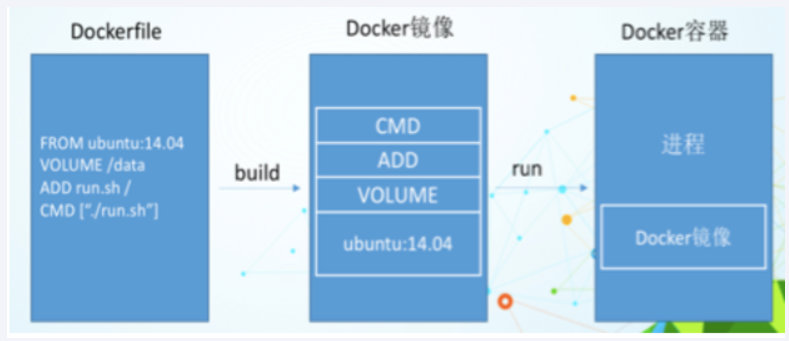 Dockerfile
Docker镜像
Docker容器
FROM ubuntu:14.04
VOLUME /data
ADD run.sh /
CMD [“./run.sh”]
build
CMD
ADD
VOLUME
ubuntu:14.04
run
进程
Docker镜像